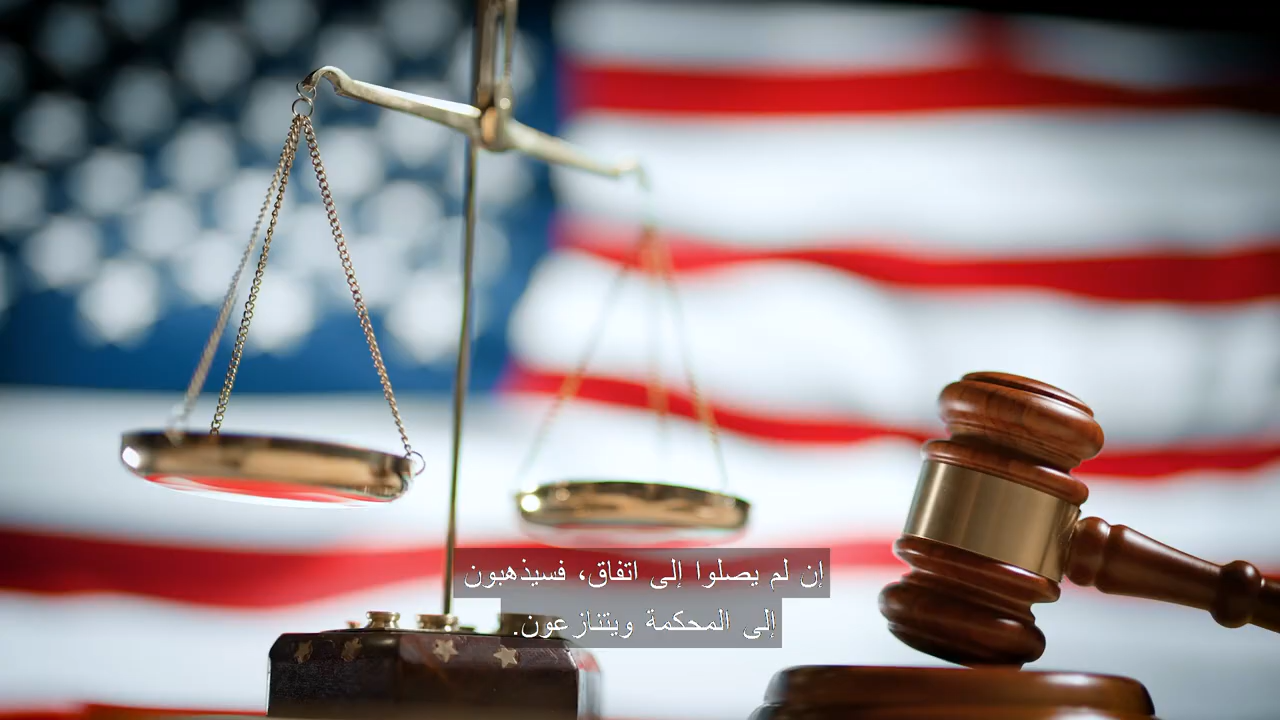 إن لم يصلوا إلى اتفاق، فسيذهبون
إلى المحكمة ويتنازعون.